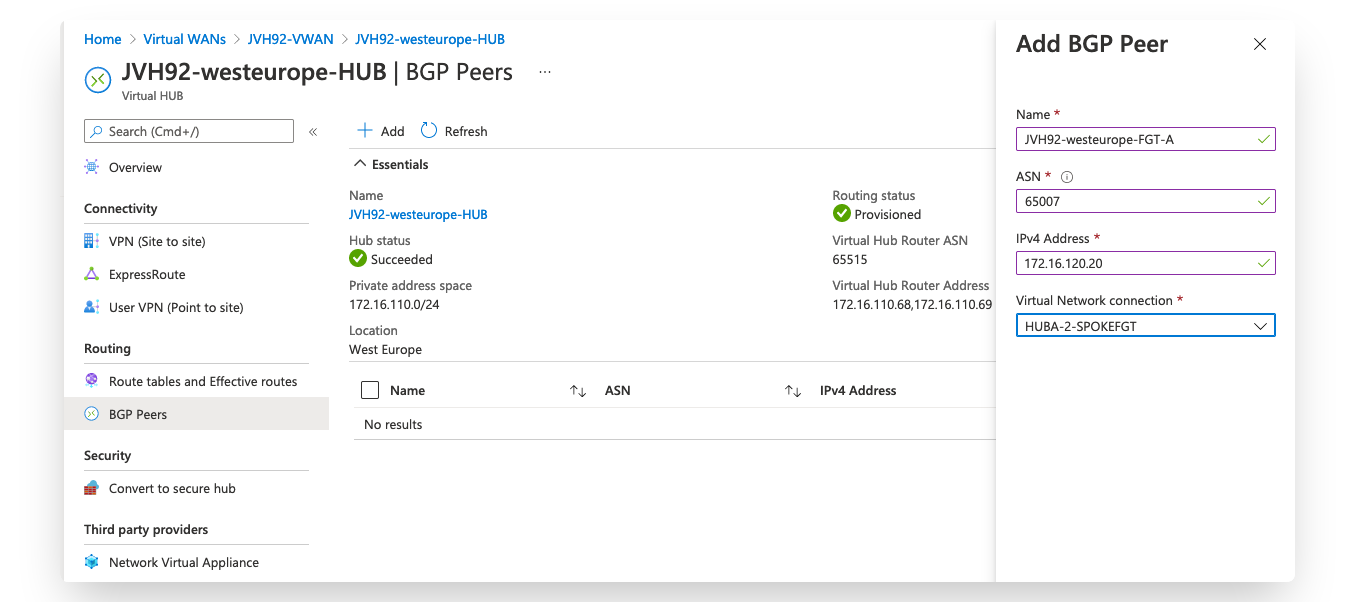 Home > Virtual WANs > JVH92-VWAN > JVH92-westeurope-HUB
JVH92-westeurope-HUB | BGP Peers ...
Virtual HUB
Search (Cmd+/) «
Overview
Connectivity
VPN (Site to site)
ExpressRoute
User VPN (Point to site)
Routing
Route tables and Effective routes
BGP Peers
Security
Convert to secure hub
Third party providers
Network Virtual Appliance
Add Refresh
Essentials
Name
JVH92-westeurope-HUB
Hub status
Succeeded
Private address space
172.16.110.0/24
Location
West Europe
Routing status
Provisioned
Virtual Hub Router ASN
65515
Virtual Hub Router Address
172.16.110.68,172.16.110.69
Name ASN IPv4 Address
No results
Add BGP Peer
Name *
JVH92-westeurope-FGT-A
ASN *
65007
IPv4 Address *
172.16.120.20
Virtual Network connection *
HUBA-2-SPOKEFGT